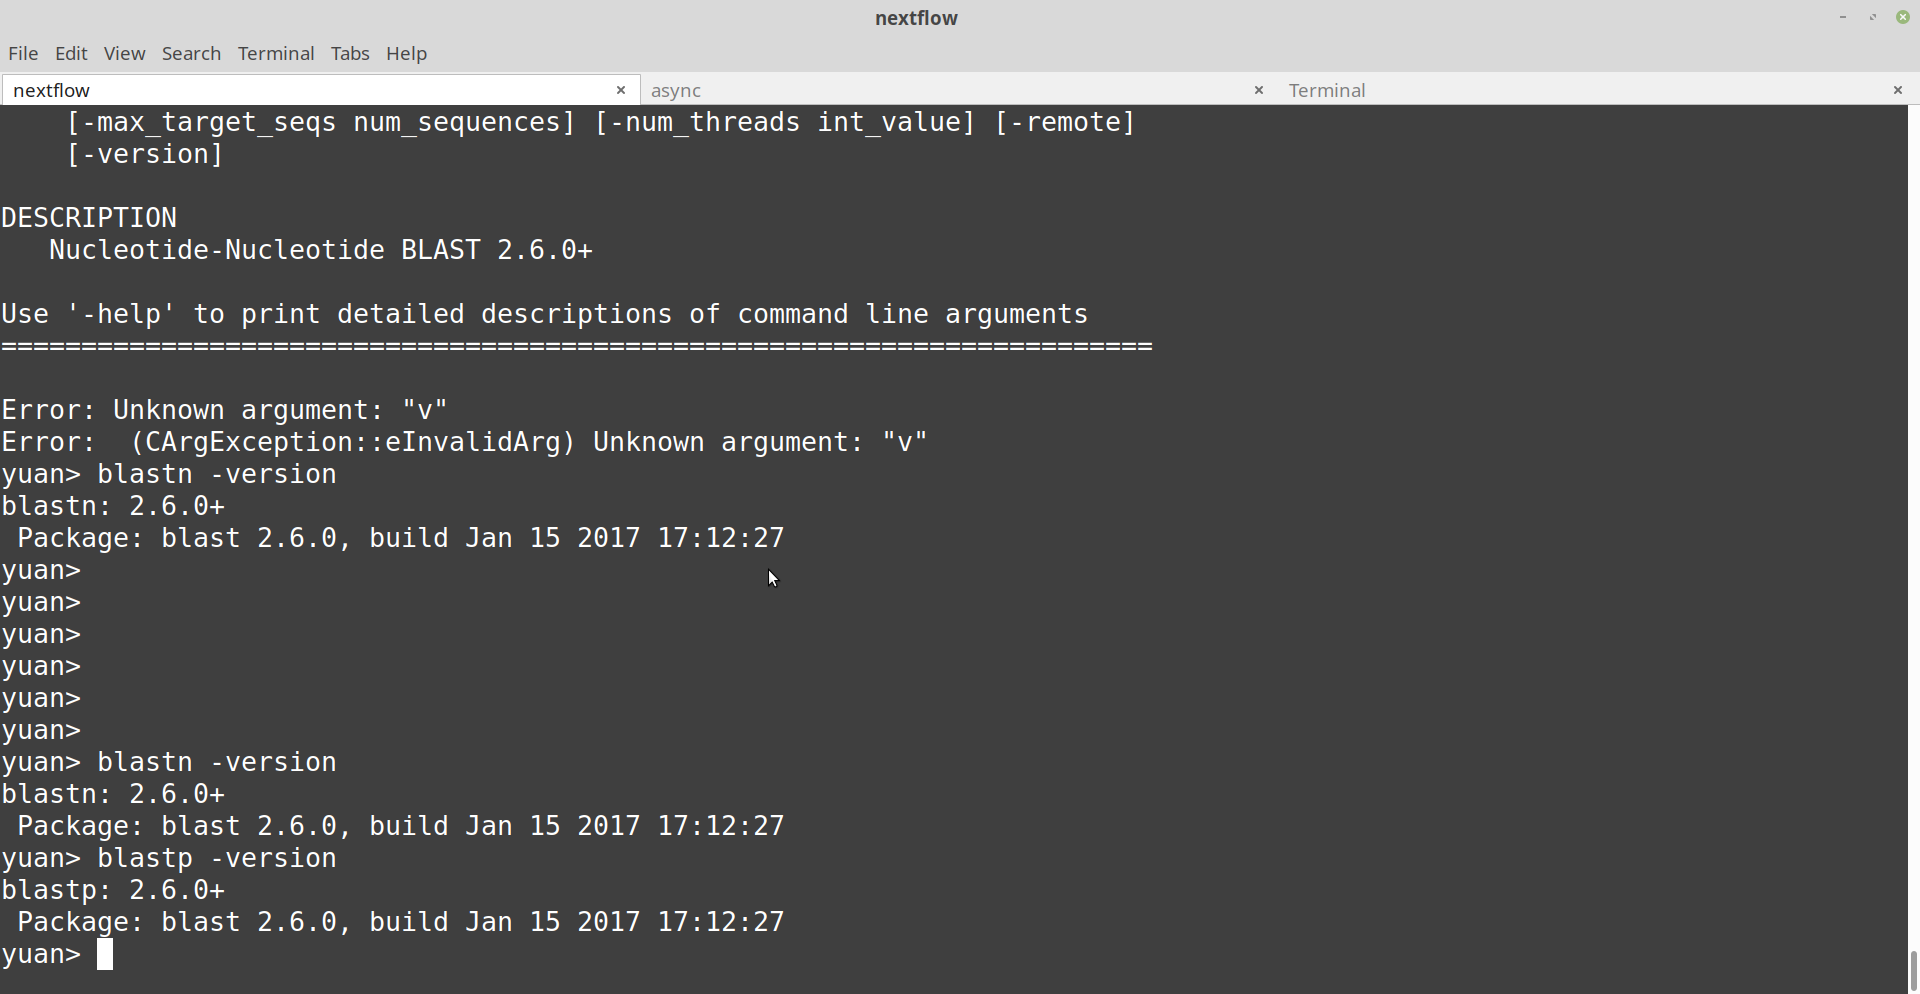 nextflow
File Edit View Search Terminal Tabs Help
nextflow × async × Terminal ×
[-max_target_seqs num_sequences] [-num_threads int_value] [-remote]
[-version]
DESCRIPTION
Nucleotide-Nucleotide BLAST 2.6.0+
Use '-help' to print detailed descriptions of command line arguments
========================================================================
Error: Unknown argument: "v"
Error:  (CArgException::eInvalidArg) Unknown argument: "v"
yuan> blastn -version
blastn: 2.6.0+
Package: blast 2.6.0, build Jan 15 2017 17:12:27
yuan>
yuan>
yuan>
yuan>
yuan>
yuan>
yuan> blastn -version
blastn: 2.6.0+
Package: blast 2.6.0, build Jan 15 2017 17:12:27
yuan> blastp -version
blastp: 2.6.0+
Package: blast 2.6.0, build Jan 15 2017 17:12:27
yuan>